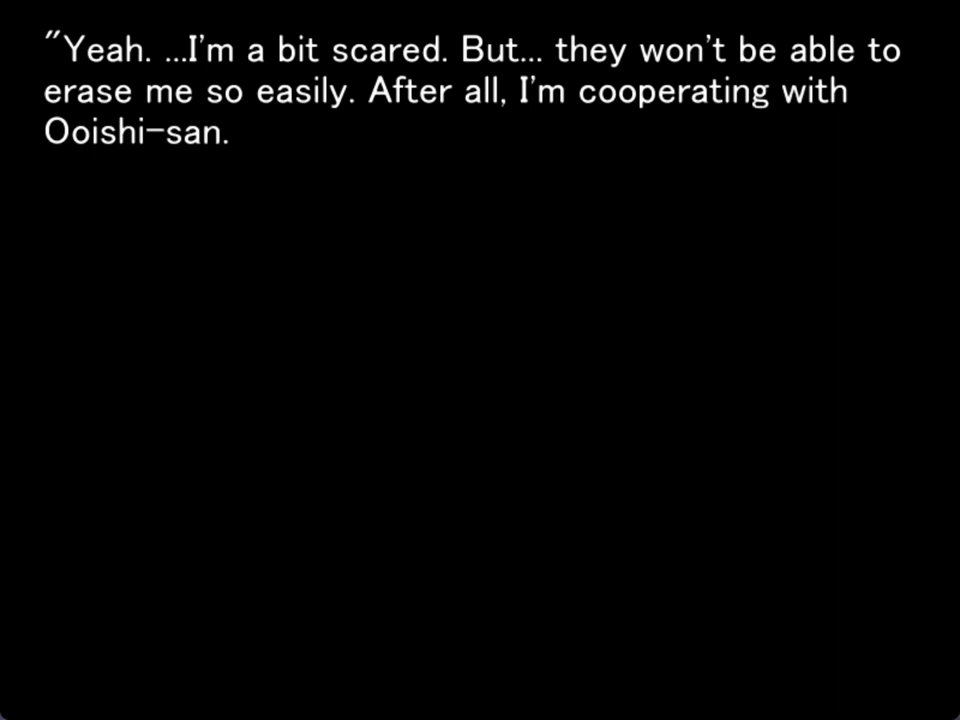 "Yeah. ...I'm a bit scared. But... they won't be able to
erase me so easily. After all, I'm cooperating with
Ooishi-san.